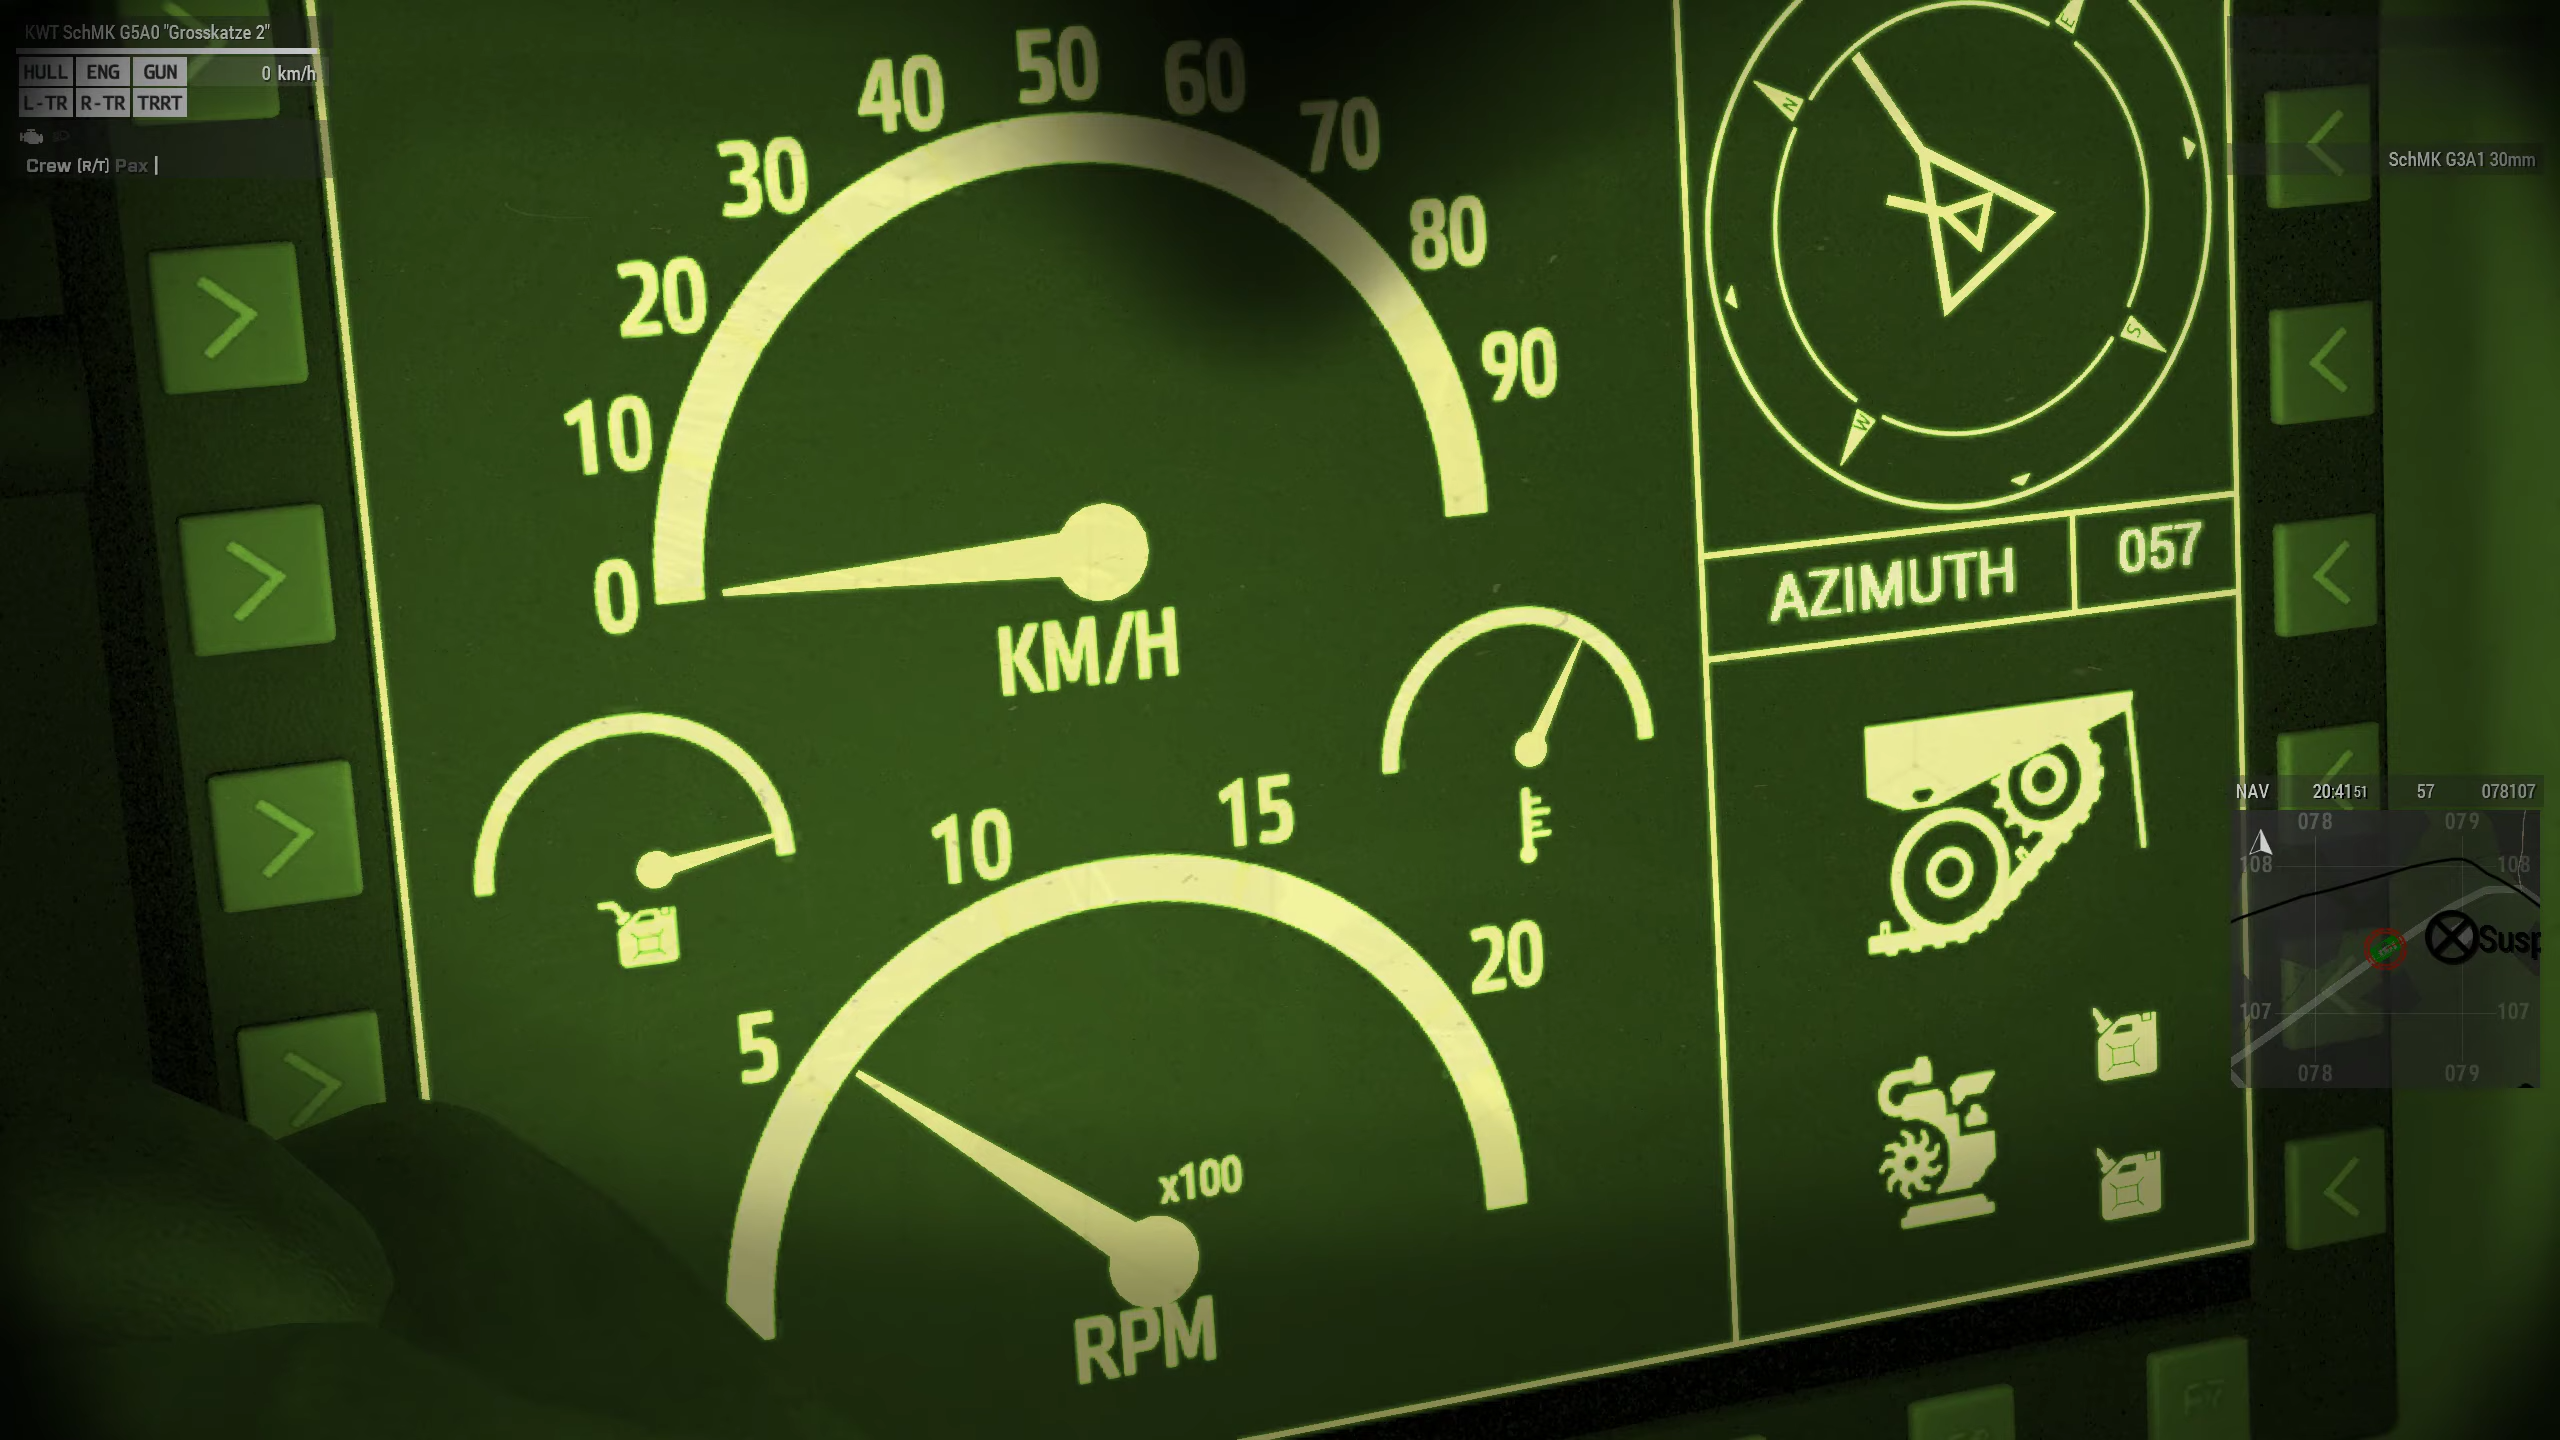 KWT SchMK G5A0 "Grosskatze 2"
HULL ENG GUN 0 km/h
L-TR R-TR TRRT
Crew (R/T) Pax
0
10
20
30
40
50
60
70
80
90
KM/H
5
10
15
20
x100
RPM
N
E
S
W
AZIMUTH 057
SchMK G3A1 30mm
NAV 20:41 51 57 078107
078 079
108 108
Susp
107 107
078 079